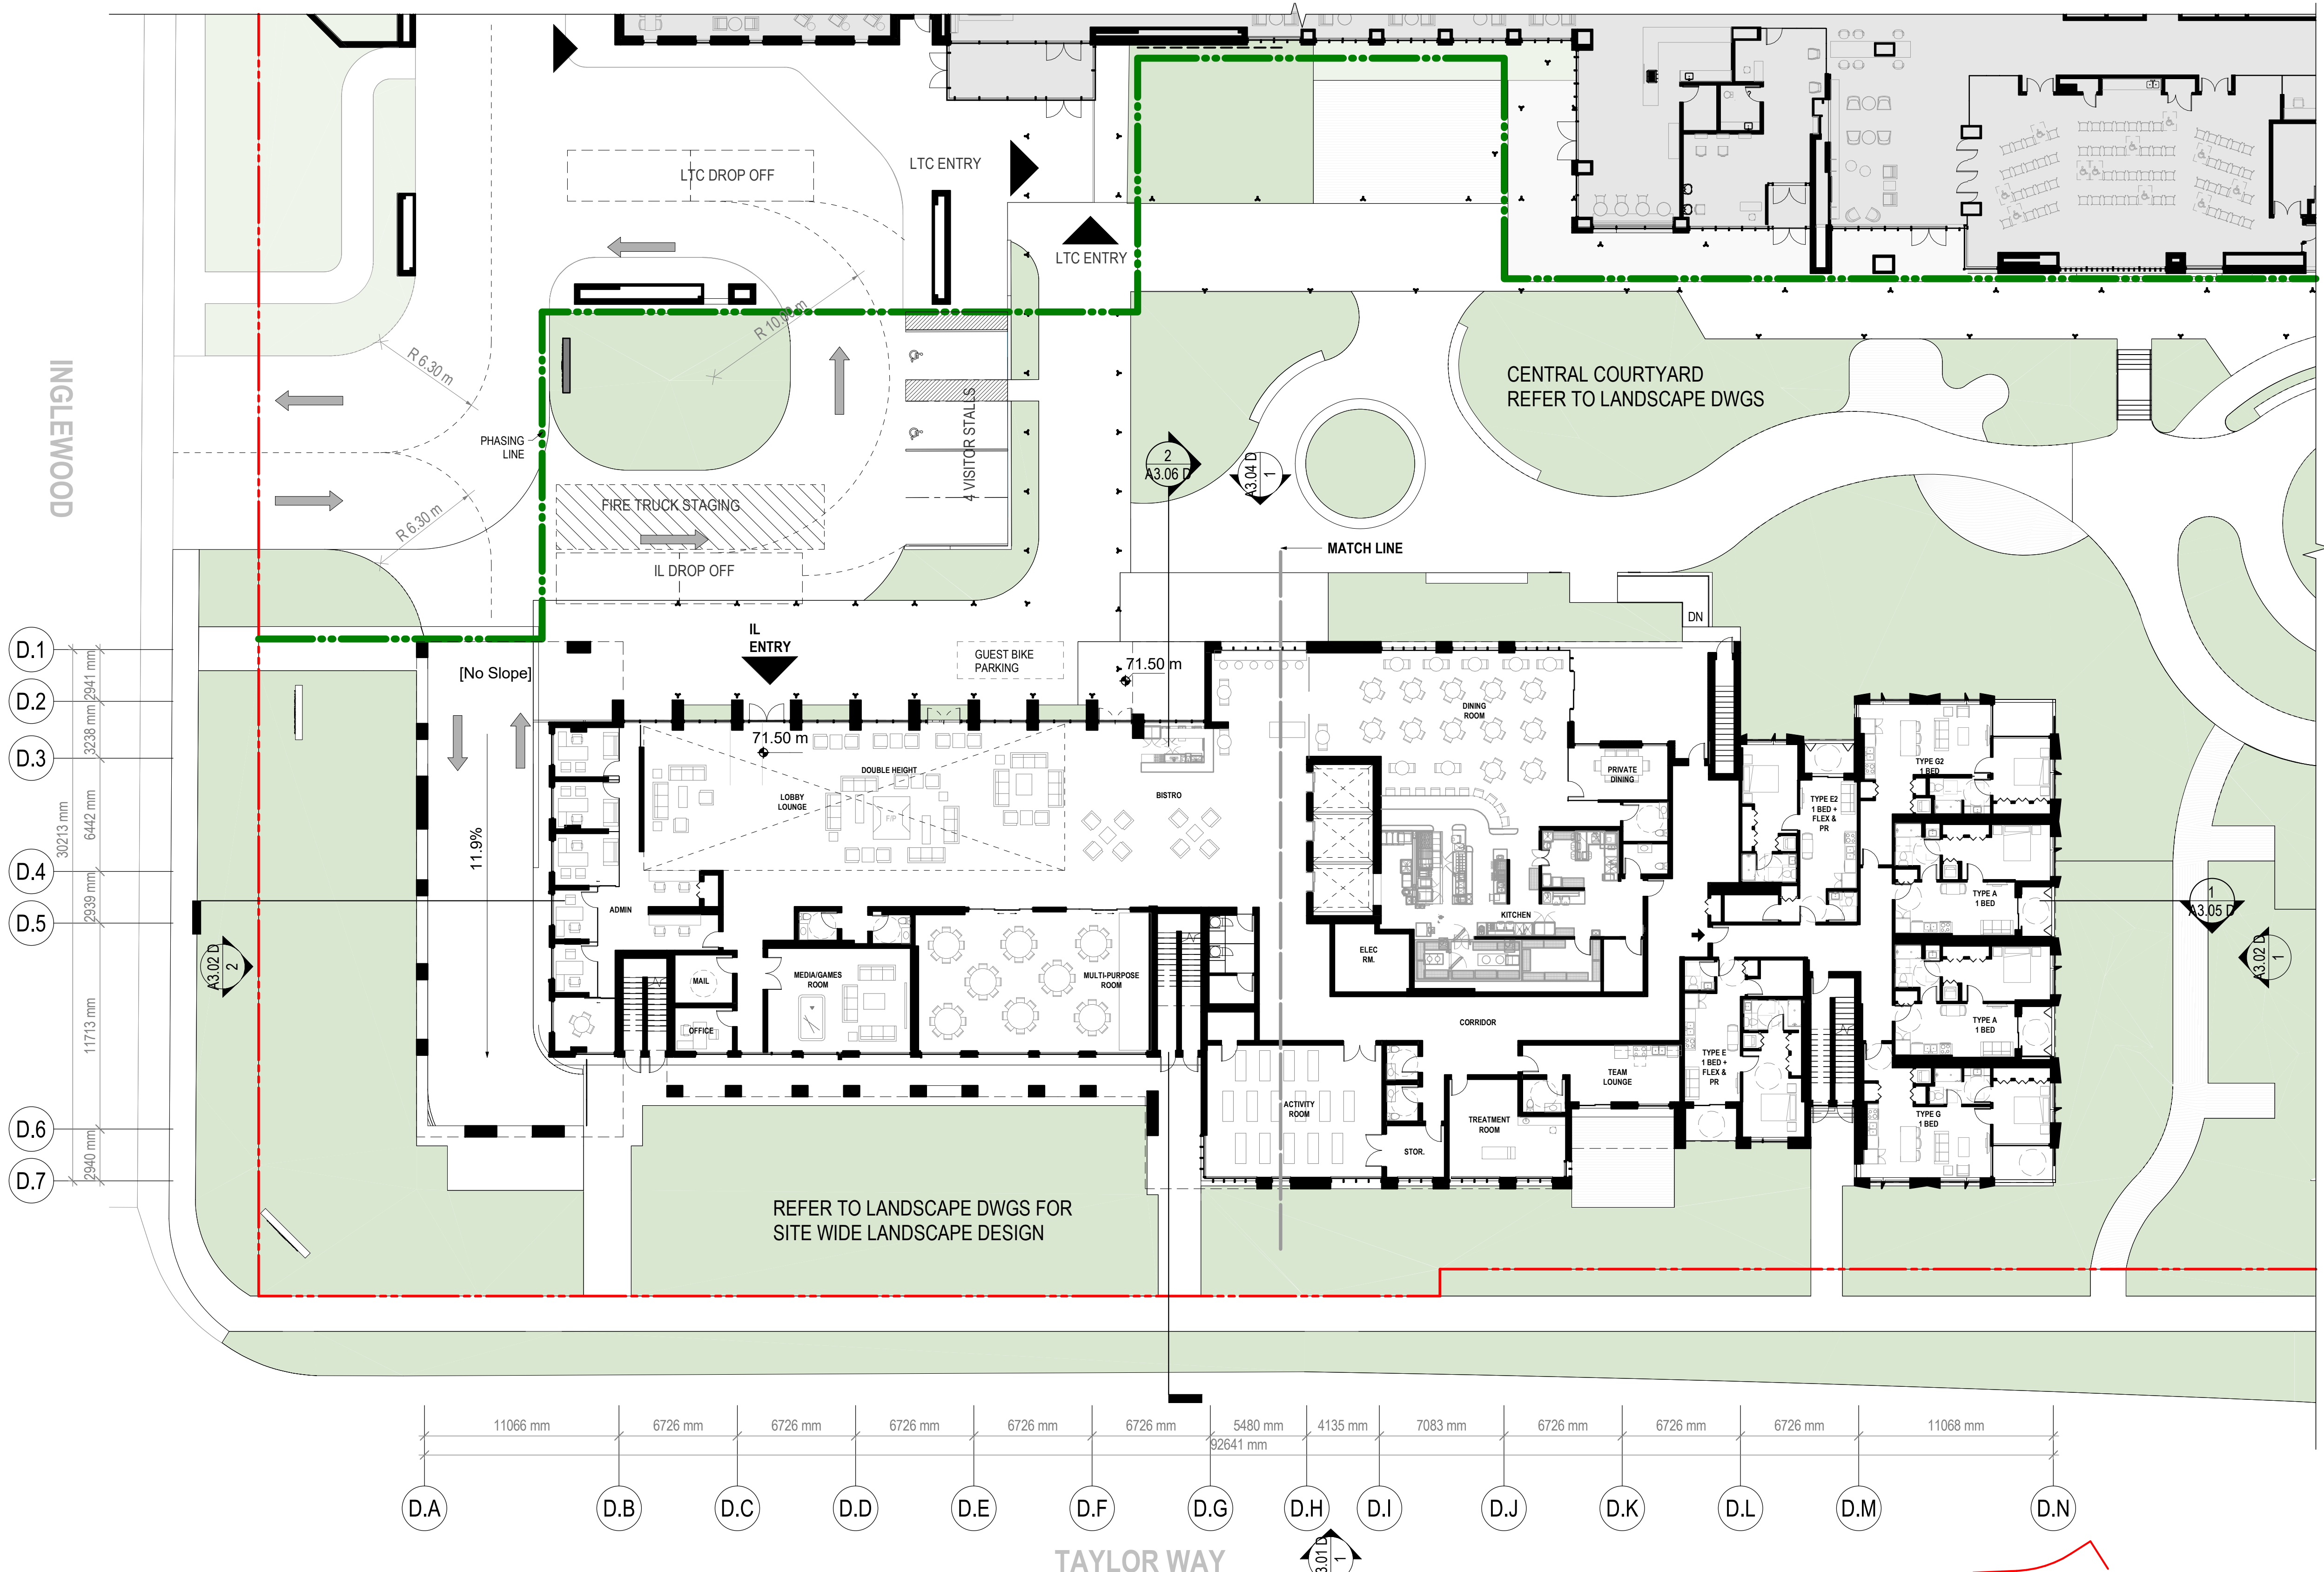 LTC ENTRY
LTC DROP OFF
LTC ENTRY
R 10.00 m
R 6.30 m
INGLEWOOD
PHASING
LINE
4 VISITOR STALLS
CENTRAL COURTYARD
REFER TO LANDSCAPE DWGS
2
A3.06 D
A3.04 D
1
FIRE TRUCK STAGING
R 6.30 m
IL DROP OFF
MATCH LINE
DN
IL
ENTRY
GUEST BIKE
PARKING
71.50 m
[No Slope]
D.1
D.2
D.3
D.4
D.5
D.6
D.7
2941 mm
3238 mm
6442 mm
2939 mm
11713 mm
2940 mm
30213 mm
11.9%
71.50 m
DOUBLE HEIGHT
LOBBY
LOUNGE
F/P
BISTRO
DINING
ROOM
PRIVATE
DINING
TYPE G2
1 BED
TYPE E2
1 BED +
FLEX &
PR
TYPE A
1 BED
1
A3.05 D
ADMIN
KITCHEN
ELEC
RM.
A3.02 D
2
A3.02 D
1
MAIL
MEDIA/GAMES
ROOM
MULTI-PURPOSE
ROOM
OFFICE
CORRIDOR
TYPE A
1 BED
TYPE E
1 BED +
FLEX &
PR
TEAM
LOUNGE
ACTIVITY
ROOM
TREATMENT
ROOM
STOR.
TYPE G
1 BED
REFER TO LANDSCAPE DWGS FOR
SITE WIDE LANDSCAPE DESIGN
11066 mm
6726 mm
6726 mm
6726 mm
6726 mm
6726 mm
5480 mm
4135 mm
7083 mm
6726 mm
6726 mm
6726 mm
11068 mm
92641 mm
D.A
D.B
D.C
D.D
D.E
D.F
D.G
D.H
D.I
D.J
D.K
D.L
D.M
D.N
TAYLOR WAY
3.01 D
1